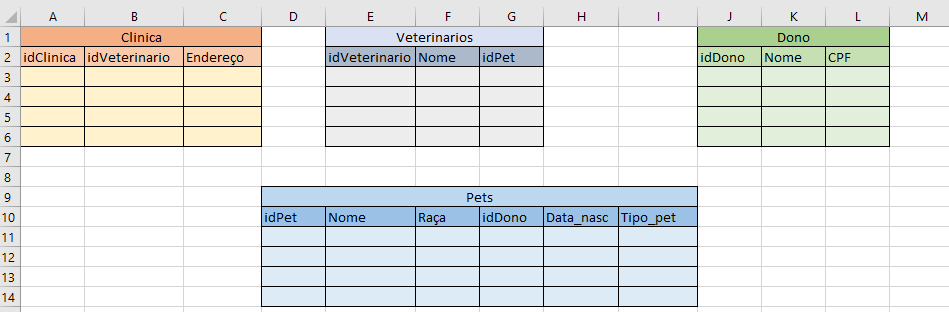 A B C D E F G H I J K L M
1 Clinica Veterinarios Dono
2 idClinica idVeterinario Endereço idVeterinario Nome idPet idDono Nome CPF
3
4
5
6
7
8
9 Pets
10 idPet Nome Raça idDono Data_nasc Tipo_pet
11
12
13
14